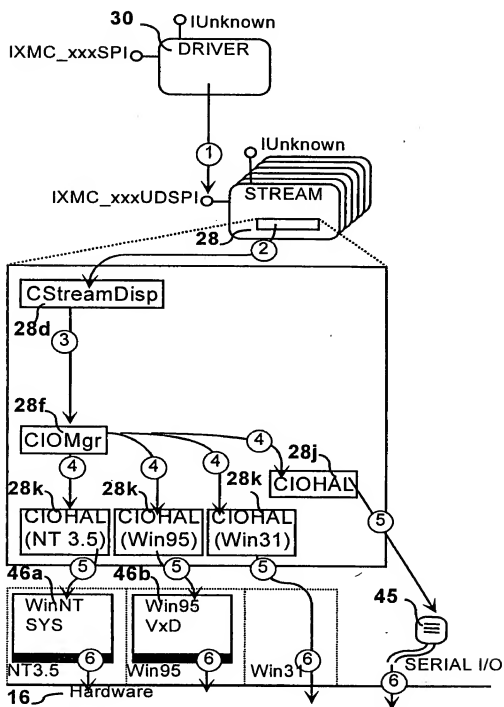 30
IUnknown
IXMC_xxxSPI
DRIVER
1
IUnknown
IXMC_xxxUDSPI
STREAM
28
2
CStreamDisp
28d
3
28f
CIOMgr
4
4
4
4
28j
CIOHAL
28k
28k
28k
CIOHAL
(NT 3.5)
CIOHAL
(Win95)
CIOHAL
(Win31)
5
46a
5
46b
5
5
5
WinNT
SYS
Win95
VxD
45
6
6
6
6
SERIAL I/O
NT3.5
Win95
Win31
16
Hardware